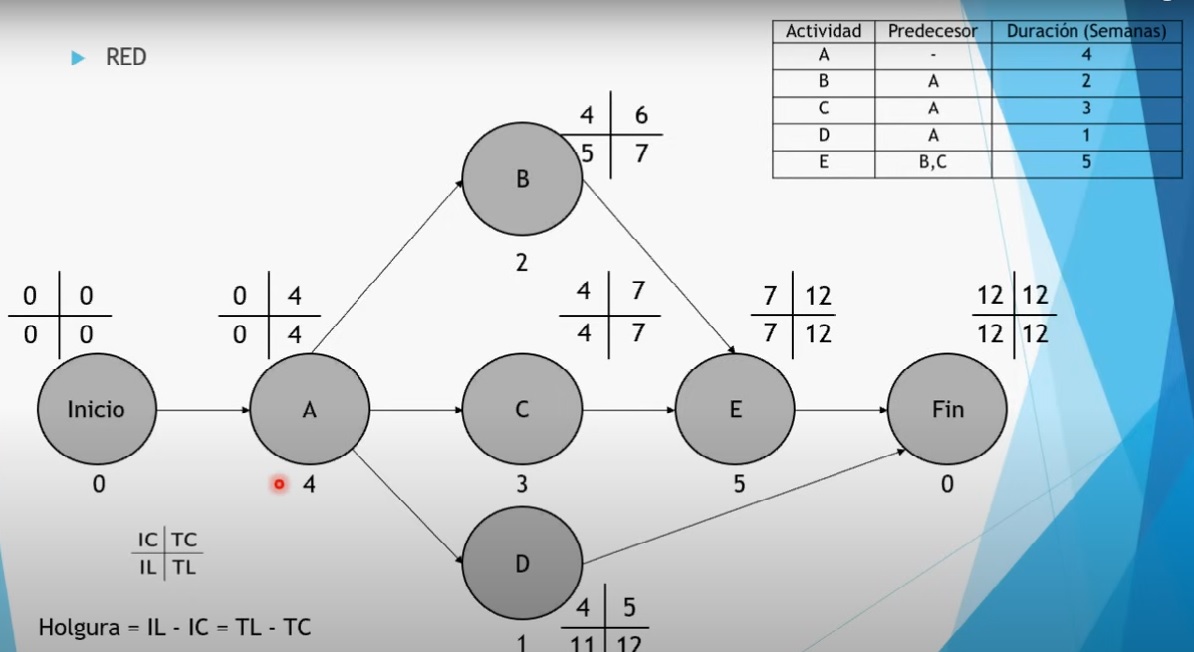 RED
Actividad Predecesor Duración (Semanas)
A - 4
B A 2
C A 3
D A 1
E B,C 5
4 6
5 7
B
2
0 0
0 0
0 4
0 4
4 7
4 7
7 12
7 12
12 12
12 12
Inicio
A
C
E
Fin
0
4
3
5
0
IC TC
IL TL
D
4 5
11 12
1
Holgura = IL - IC = TL - TC